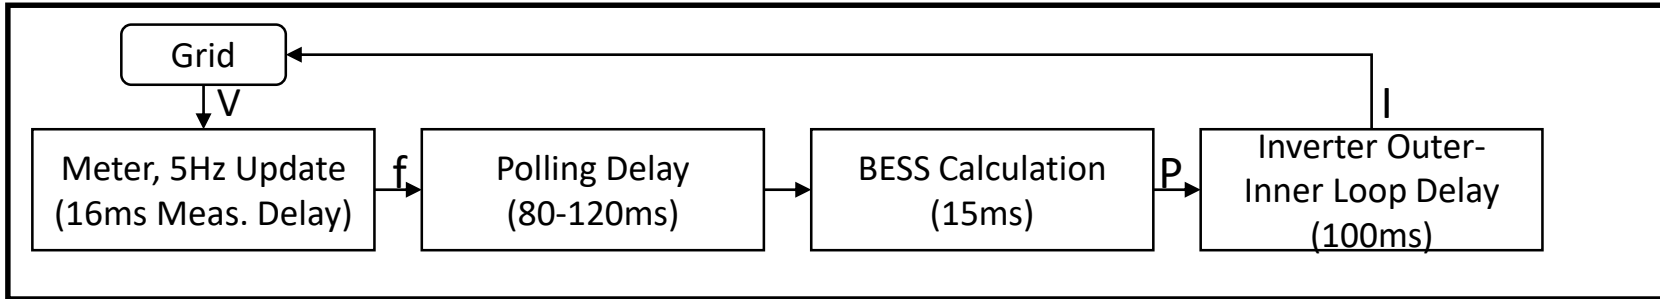 Grid
V
I
Meter, 5Hz Update
(16ms Meas. Delay)
f
Polling Delay
(80-120ms)
BESS Calculation
(15ms)
P
Inverter Outer-
Inner Loop Delay
(100ms)